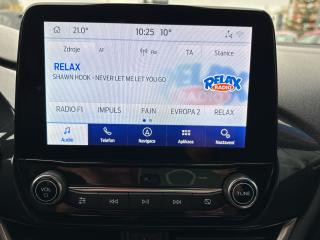 21.0°
10:25 10°
Zdroje AF TA Stanice
RELAX
SHAWN HOOK - NEVER LET ME LET YOU GO
RELAX
RADIO
RADIO F1 IMPULS FAJN EVROPA 2 RELAX
Audio Telefon Navigace Aplikace Nastavení
VOL TUNE